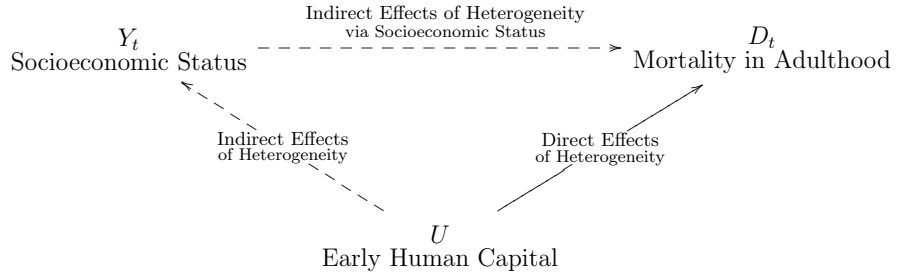 Indirect Effects of Heterogeneity
via Socioeconomic Status
Y_t
Socioeconomic Status
D_t
Mortality in Adulthood
Indirect Effects
of Heterogeneity
Direct Effects
of Heterogeneity
U
Early Human Capital